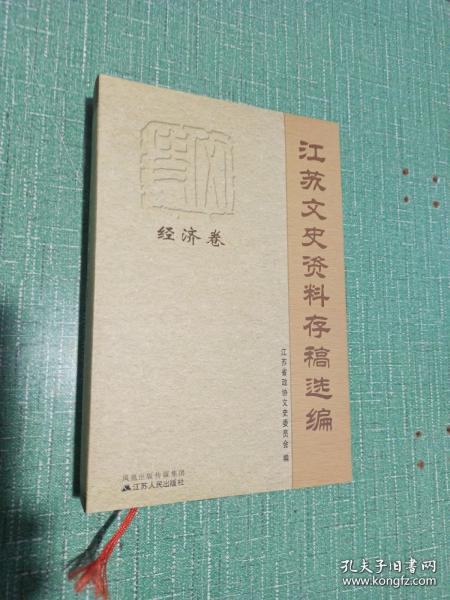 江苏文史资料存稿选编
经济卷
江苏省政协文史委员会 编
凤凰出版传媒集团
江苏人民出版社
孔夫子旧书网
www.kongfz.com